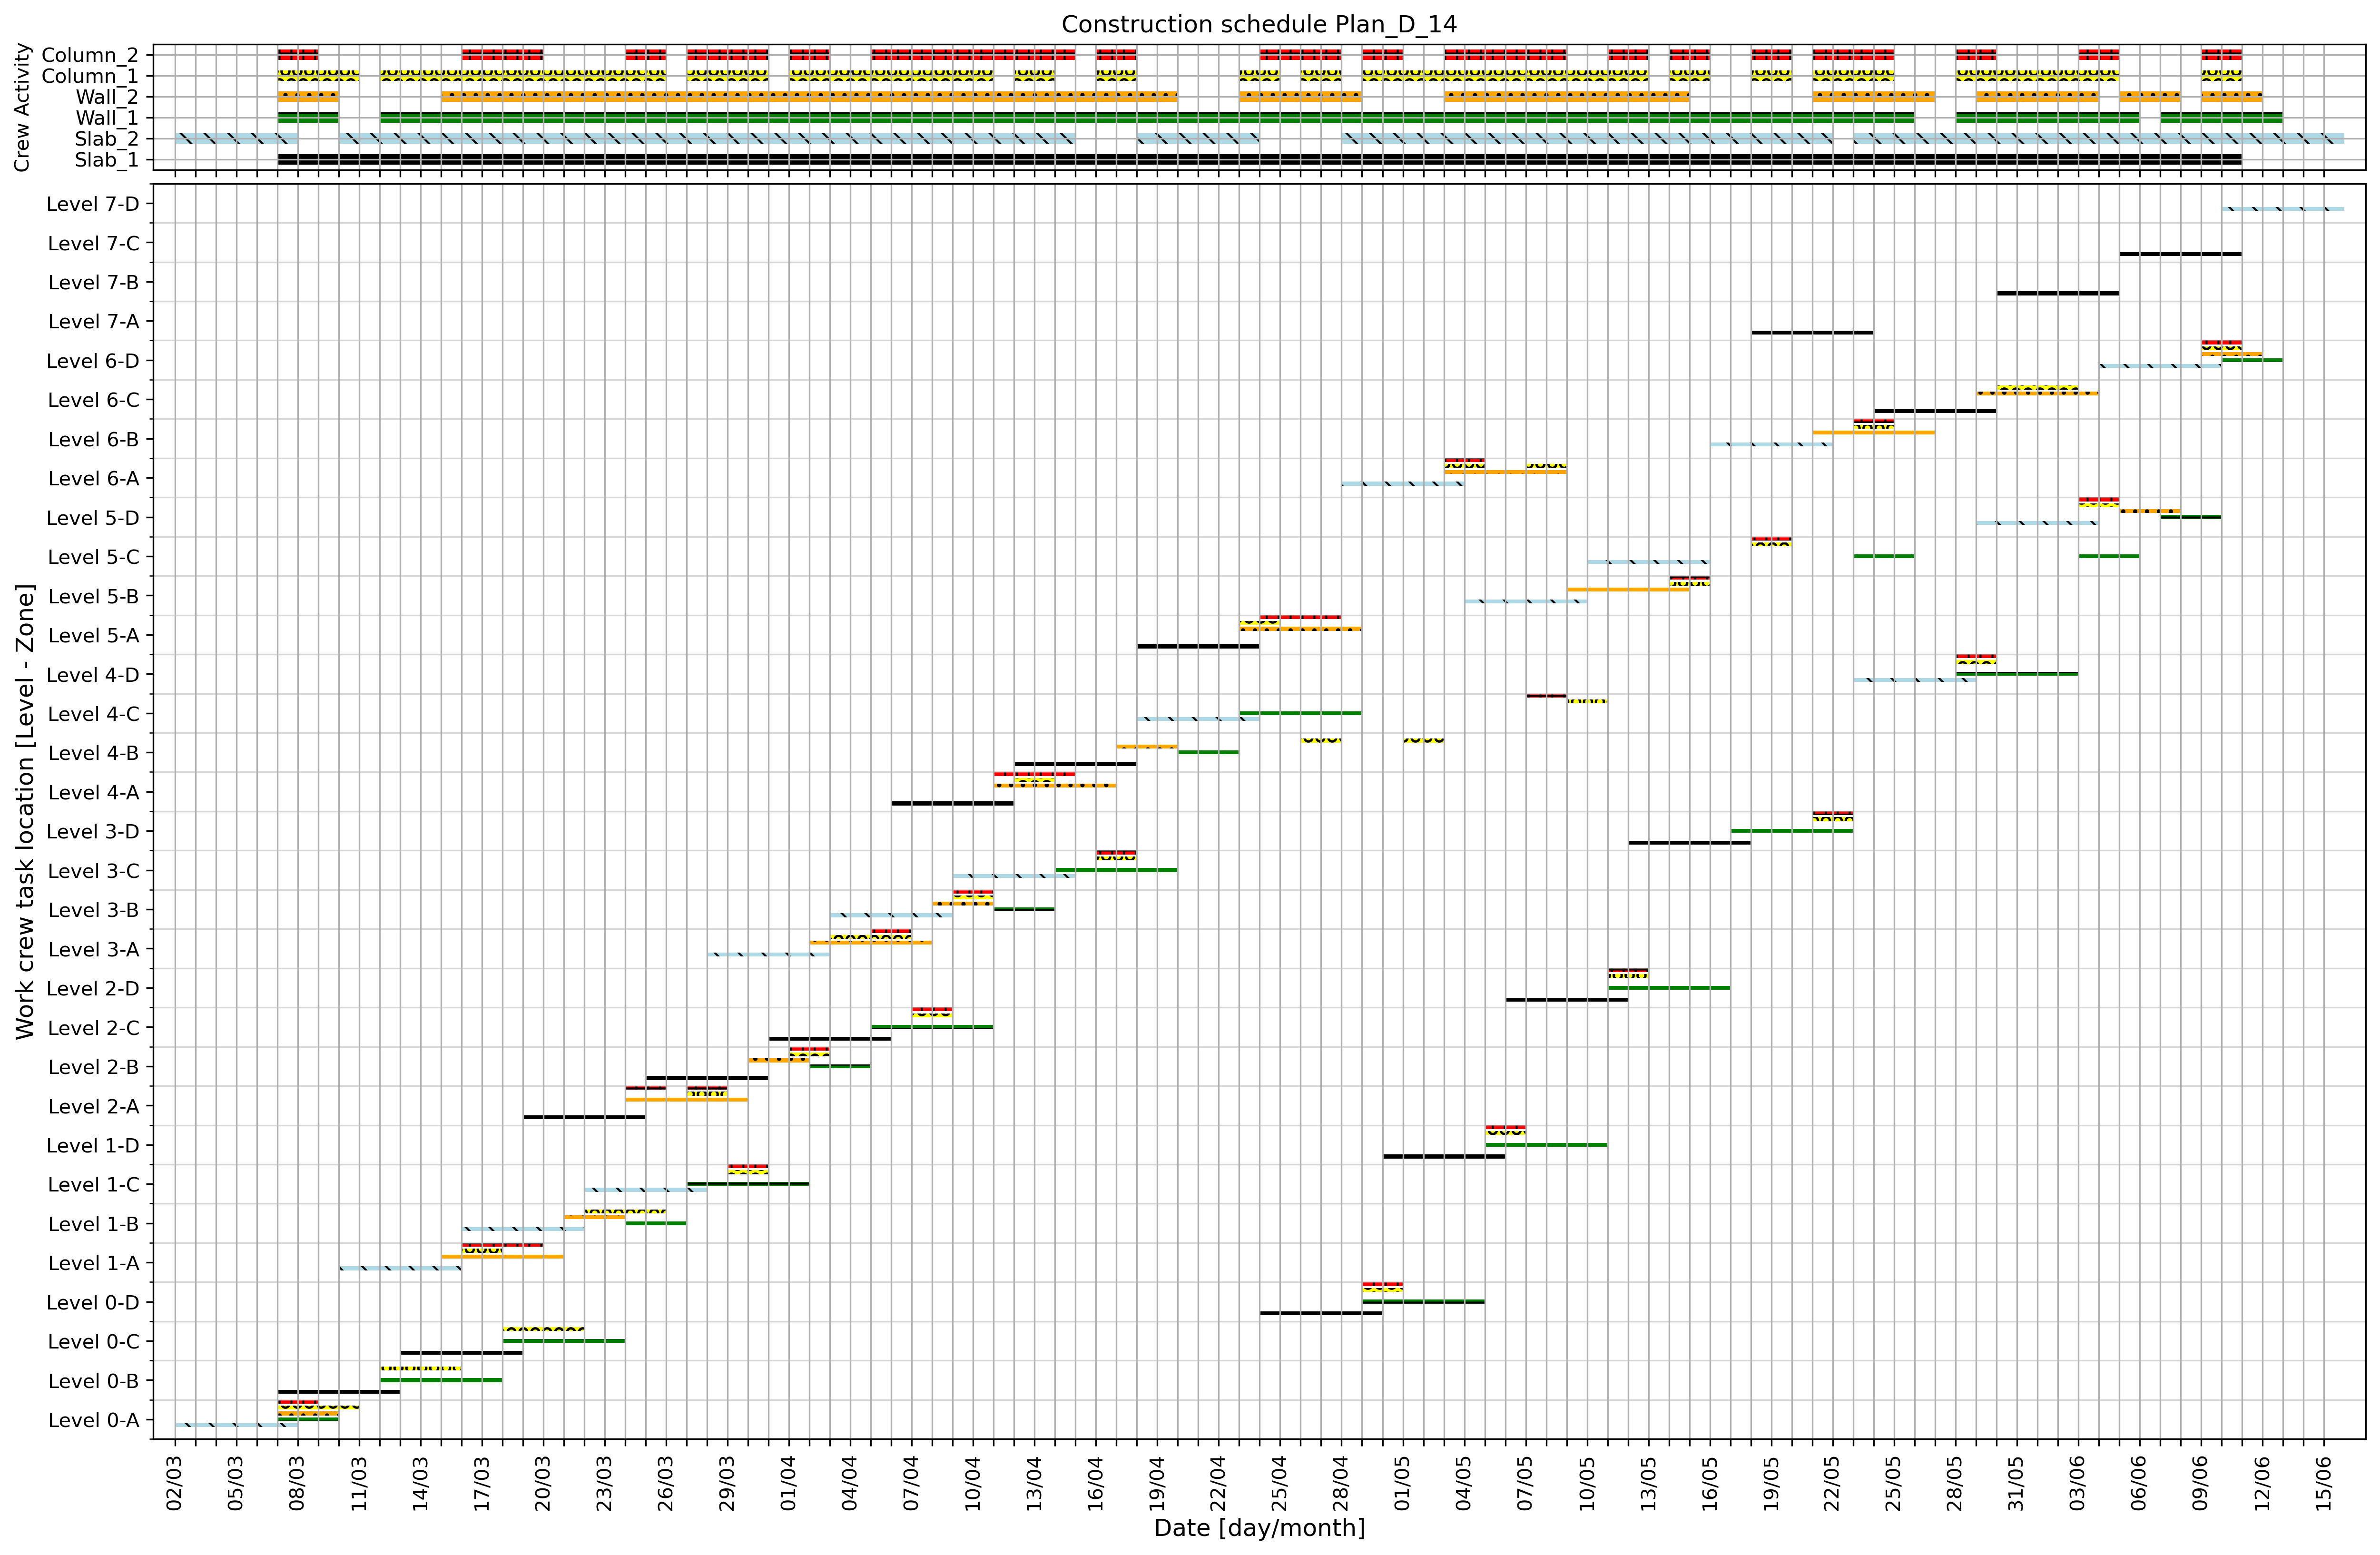 Construction schedule Plan_D_14
Crew Activity
Column_2
Column_1
Wall_2
Wall_1
Slab_2
Slab_1
Work crew task location [Level - Zone]
Level 7-D
Level 7-C
Level 7-B
Level 7-A
Level 6-D
Level 6-C
Level 6-B
Level 6-A
Level 5-D
Level 5-C
Level 5-B
Level 5-A
Level 4-D
Level 4-C
Level 4-B
Level 4-A
Level 3-D
Level 3-C
Level 3-B
Level 3-A
Level 2-D
Level 2-C
Level 2-B
Level 2-A
Level 1-D
Level 1-C
Level 1-B
Level 1-A
Level 0-D
Level 0-C
Level 0-B
Level 0-A
02/03 05/03 08/03 11/03 14/03 17/03 20/03 23/03 26/03 29/03 01/04 04/04 07/04 10/04 13/04 16/04 19/04 22/04 25/04 28/04 01/05 04/05 07/05 10/05 13/05 16/05 19/05 22/05 25/05 28/05 31/05 03/06 06/06 09/06 12/06 15/06
Date [day/month]